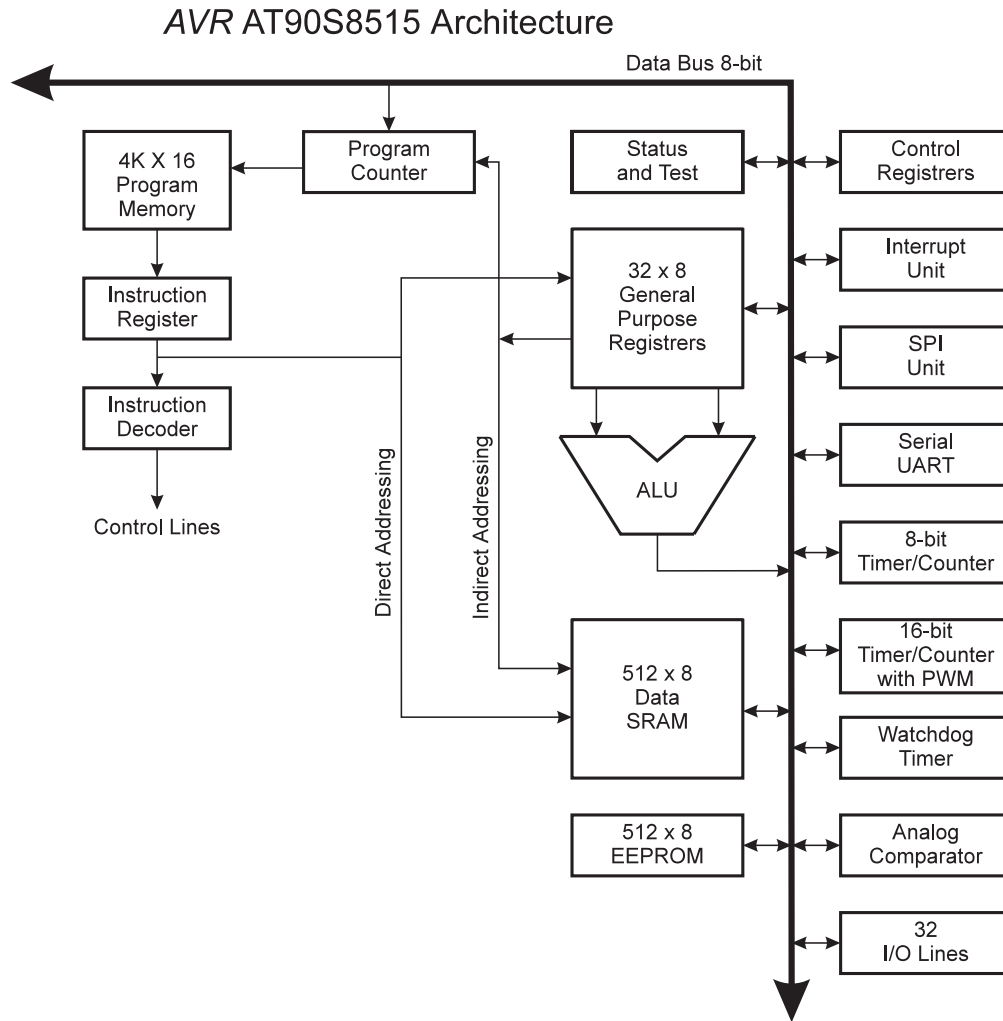 AVR AT90S8515 Architecture
Data Bus 8-bit
4K X 16
Program
Memory
Program
Counter
Status
and Test
Control
Registrers
Instruction
Register
32 x 8
General
Purpose
Registrers
Interrupt
Unit
SPI
Unit
Instruction
Decoder
Control Lines
Direct Addressing
Indirect Addressing
ALU
Serial
UART
8-bit
Timer/Counter
512 x 8
Data
SRAM
16-bit
Timer/Counter
with PWM
Watchdog
Timer
512 x 8
EEPROM
Analog
Comparator
32
I/O Lines